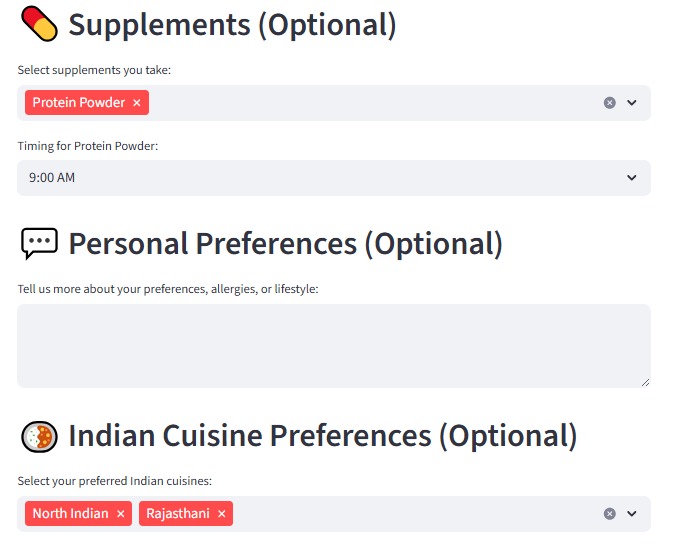 Supplements (Optional)
Select supplements you take:
Protein Powder ×
Timing for Protein Powder:
9:00 AM
Personal Preferences (Optional)
Tell us more about your preferences, allergies, or lifestyle:
Indian Cuisine Preferences (Optional)
Select your preferred Indian cuisines:
North Indian × Rajasthani ×